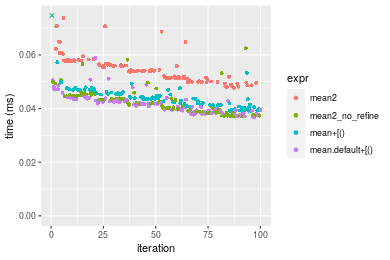 time (ms)
0.06
0.04
0.02
0.00
0
25
50
75
100
iteration
expr
mean2
mean2_no_refine
mean+[()
mean.default+[()